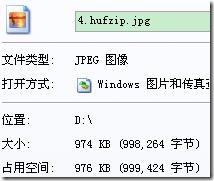 4.hufzip.jpg
文件类型: JPEG 图像
打开方式: Windows 图片和传真
位置: D:\
大小: 974 KB (998,264 字节)
占用空间: 976 KB (999,424 字节)